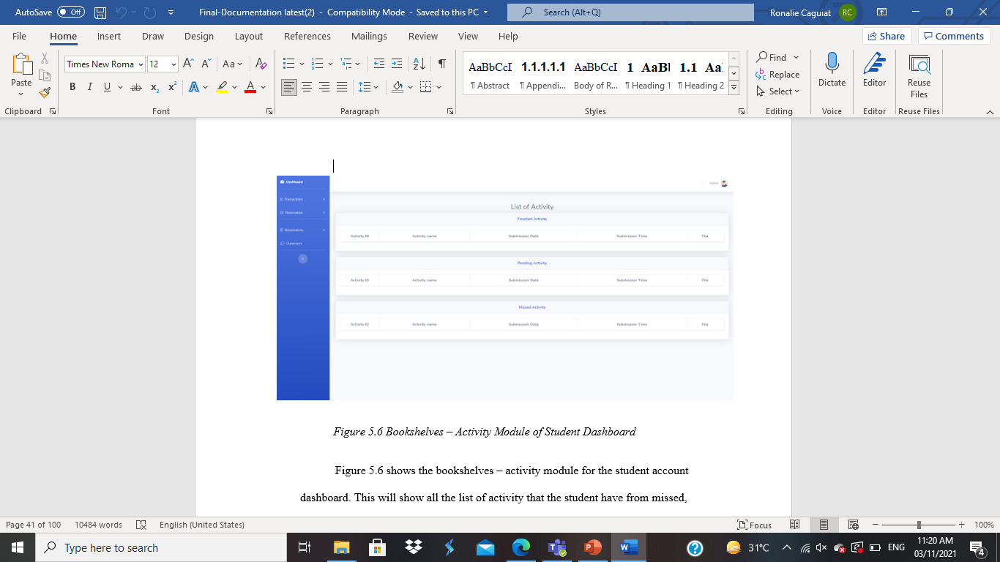 AutoSave Off Final-Documentation latest(2) - Compatibility Mode - Saved to this PC Search (Alt+Q) Ronalie Caguiat RC
File Home Insert Draw Design Layout References Mailings Review View Help Share Comments
Paste
Clipboard
Times New Roma 12
Font
Paragraph
AaBbCcI 1.1.1.1.1 AaBbCcI 1 AaBl 1.1 Aa
¶ Abstract ¶ Appendi... Body of R... ¶ Heading 1 ¶ Heading 2
Styles
Find
Replace
Select
Editing
Dictate
Voice
Editor
Editor
Reuse
Files
Reuse Files
Dashboard
Transactions
Reservation
Bookshelves
Classroom
Admin
List of Activity
Finished Activity
Activity ID Activity name Submission Date Submission Time File
Pending Activity
Activity ID Activity name Submission Date Submission Time File
Missed Activity
Activity ID Activity name Submission Date Submission Time File
Figure 5.6 Bookshelves – Activity Module of Student Dashboard
Figure 5.6 shows the bookshelves – activity module for the student account
dashboard. This will show all the list of activity that the student have from missed,
Page 41 of 100 10484 words English (United States) Focus 100%
Type here to search 31°C ENG 11:20 AM
03/11/2021 4